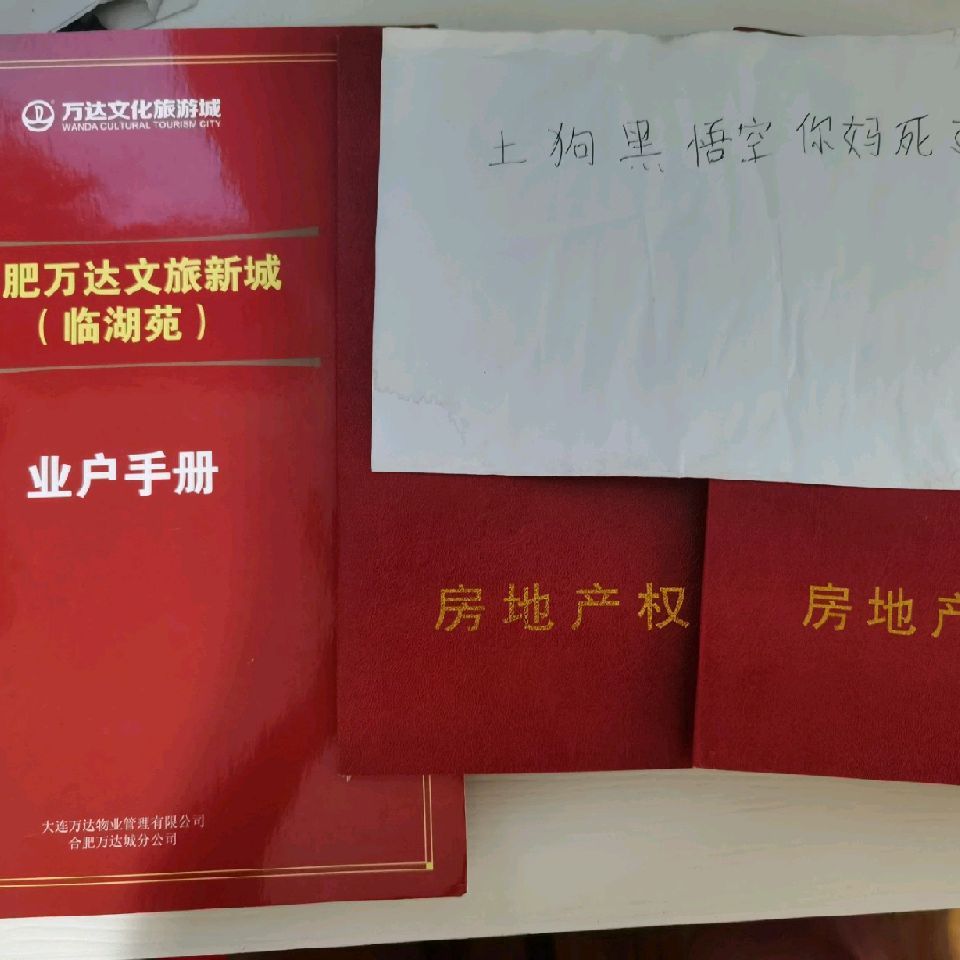 万达文化旅游城
WANDA CULTURAL TOURISM CITY
肥万达文旅新城
（临湖苑）
业户手册
大连万达物业管理有限公司
合肥万达城分公司
土狗黑悟空你妈死
房地产权
房地产